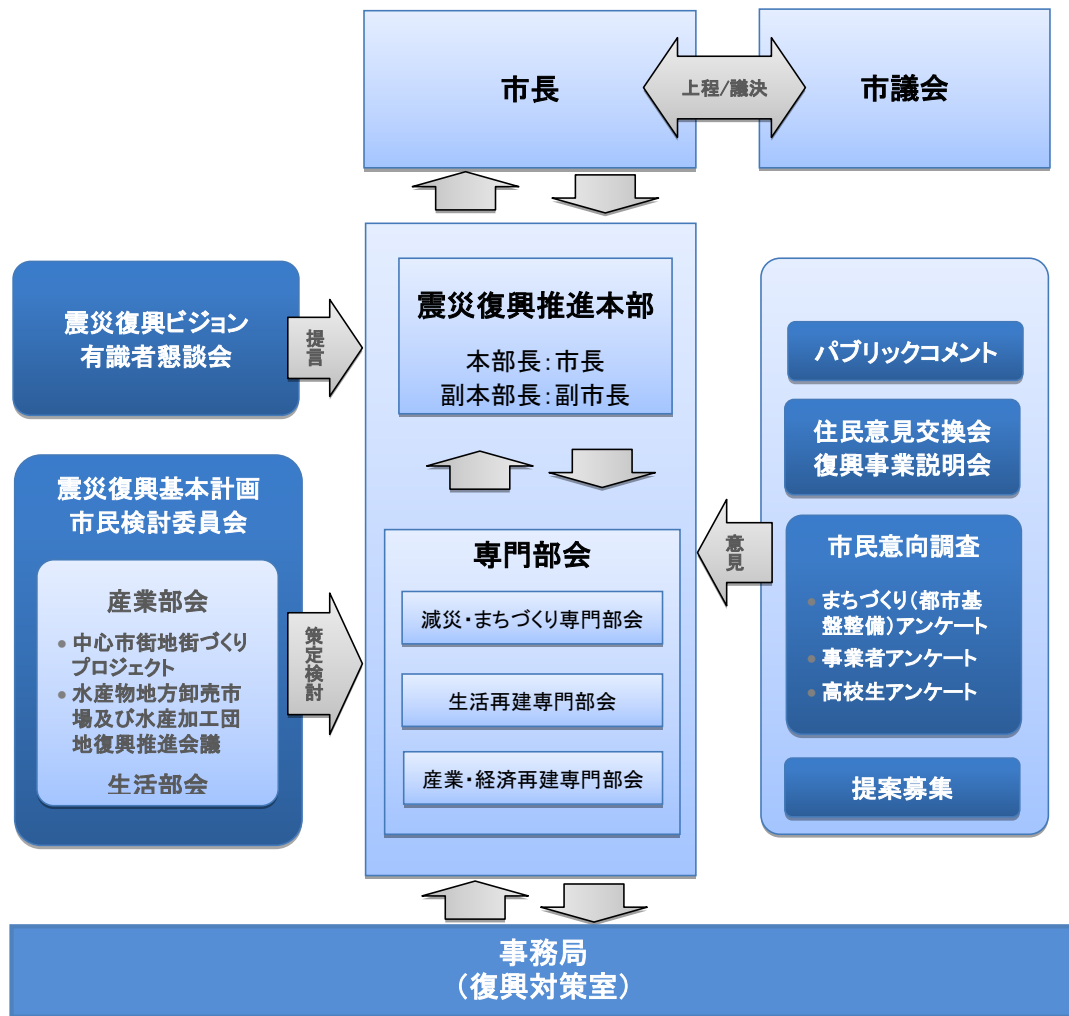 市長
上程/議決
市議会
震災復興ビジョン
有識者懇談会
提言
震災復興推進本部
本部長：市長
副本部長：副市長
震災復興基本計画
市民検討委員会
産業部会
• 中心市街地街づくり
プロジェクト
• 水産物地方卸売市
場及び水産加工団
地復興推進会議
生活部会
策定検討
専門部会
減災・まちづくり専門部会
生活再建専門部会
産業・経済再建専門部会
意見
パブリックコメント
住民意見交換会
復興事業説明会
市民意向調査
• まちづくり（都市基
盤整備）アンケート
• 事業者アンケート
• 高校生アンケート
提案募集
事務局
（復興対策室）